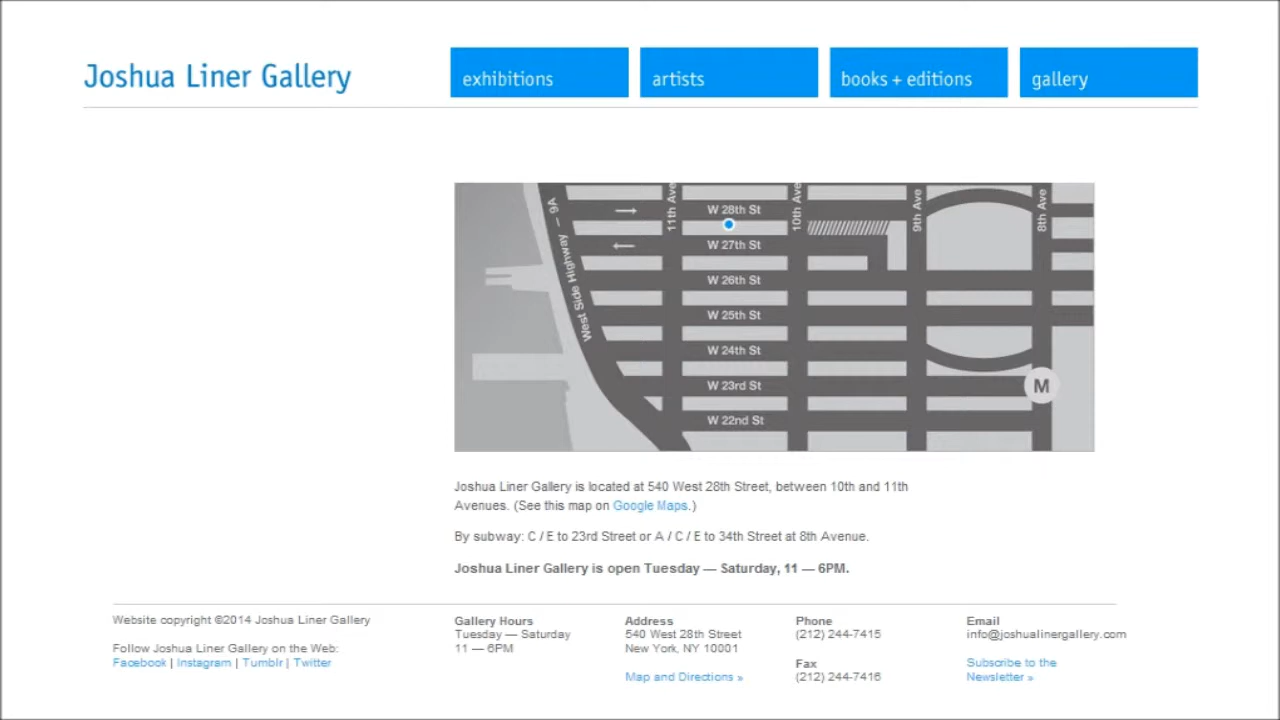 Joshua Liner Gallery
exhibitions
artists
books + editions
gallery
West Side Highway — 9A
11th Ave
10th Ave
9th Ave
8th Ave
W 28th St
W 27th St
W 26th St
W 25th St
W 24th St
W 23rd St
M
W 22nd St
Joshua Liner Gallery is located at 540 West 28th Street, between 10th and 11th
Avenues. (See this map on Google Maps.)
By subway: C / E to 23rd Street or A / C / E to 34th Street at 8th Avenue.
Joshua Liner Gallery is open Tuesday — Saturday, 11 — 6PM.
Website copyright ©2014 Joshua Liner Gallery
Follow Joshua Liner Gallery on the Web:
Facebook | Instagram | Tumblr | Twitter
Gallery Hours
Tuesday — Saturday
11 — 6PM
Address
540 West 28th Street
New York, NY 10001
Map and Directions »
Phone
(212) 244-7415
Fax
(212) 244-7416
Email
info@joshualinergallery.com
Subscribe to the
Newsletter »